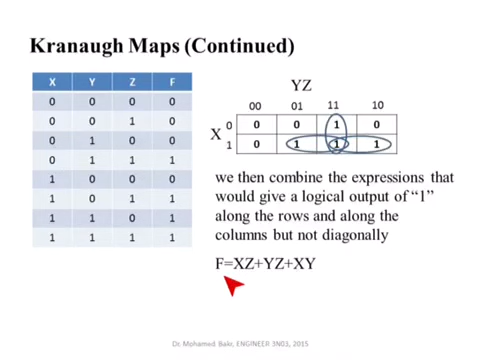 Kranaugh Maps (Continued)
X Y Z F
0 0 0 0
0 0 1 0
0 1 0 0
0 1 1 1
1 0 0 0
1 0 1 1
1 1 0 1
1 1 1 1
YZ
00 01 11 10
X
0 0 0 1 0
1 0 1 1 1
we then combine the expressions that
would give a logical output of “1”
along the rows and along the
columns but not diagonally
F=XZ+YZ+XY
Dr. Mohamed. Bakr, ENGINEER 3N03, 2015